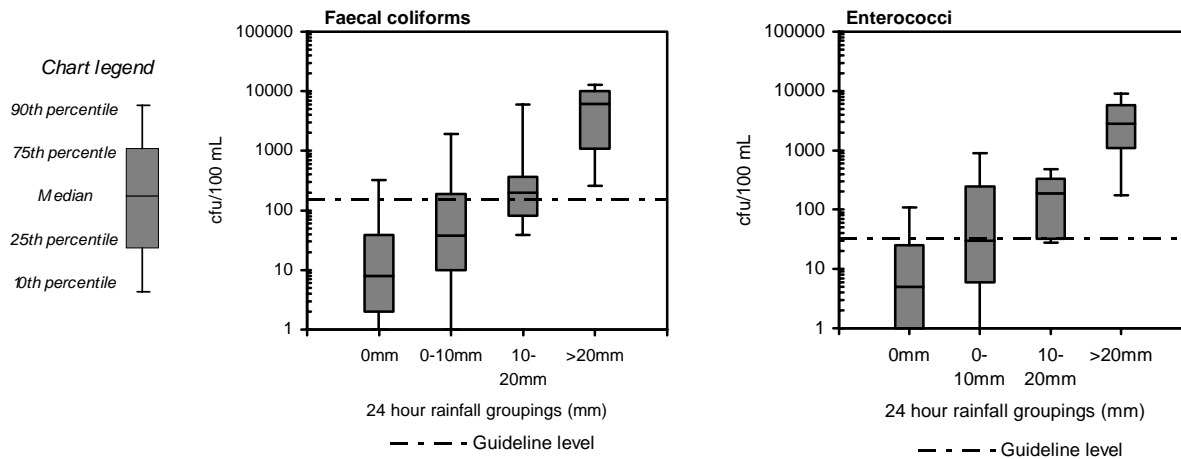 Chart legend
90th percentile
75th percentle
Median
25th percentile
10th percentile
Faecal coliforms
cfu/100 mL
100000
10000
1000
100
10
1
0mm
0-10mm
10-
20mm
>20mm
24 hour rainfall groupings (mm)
Guideline level
Enterococci
cfu/100 mL
100000
10000
1000
100
10
1
0mm
0-
10mm
10-
20mm
>20mm
24 hour rainfall groupings (mm)
Guideline level